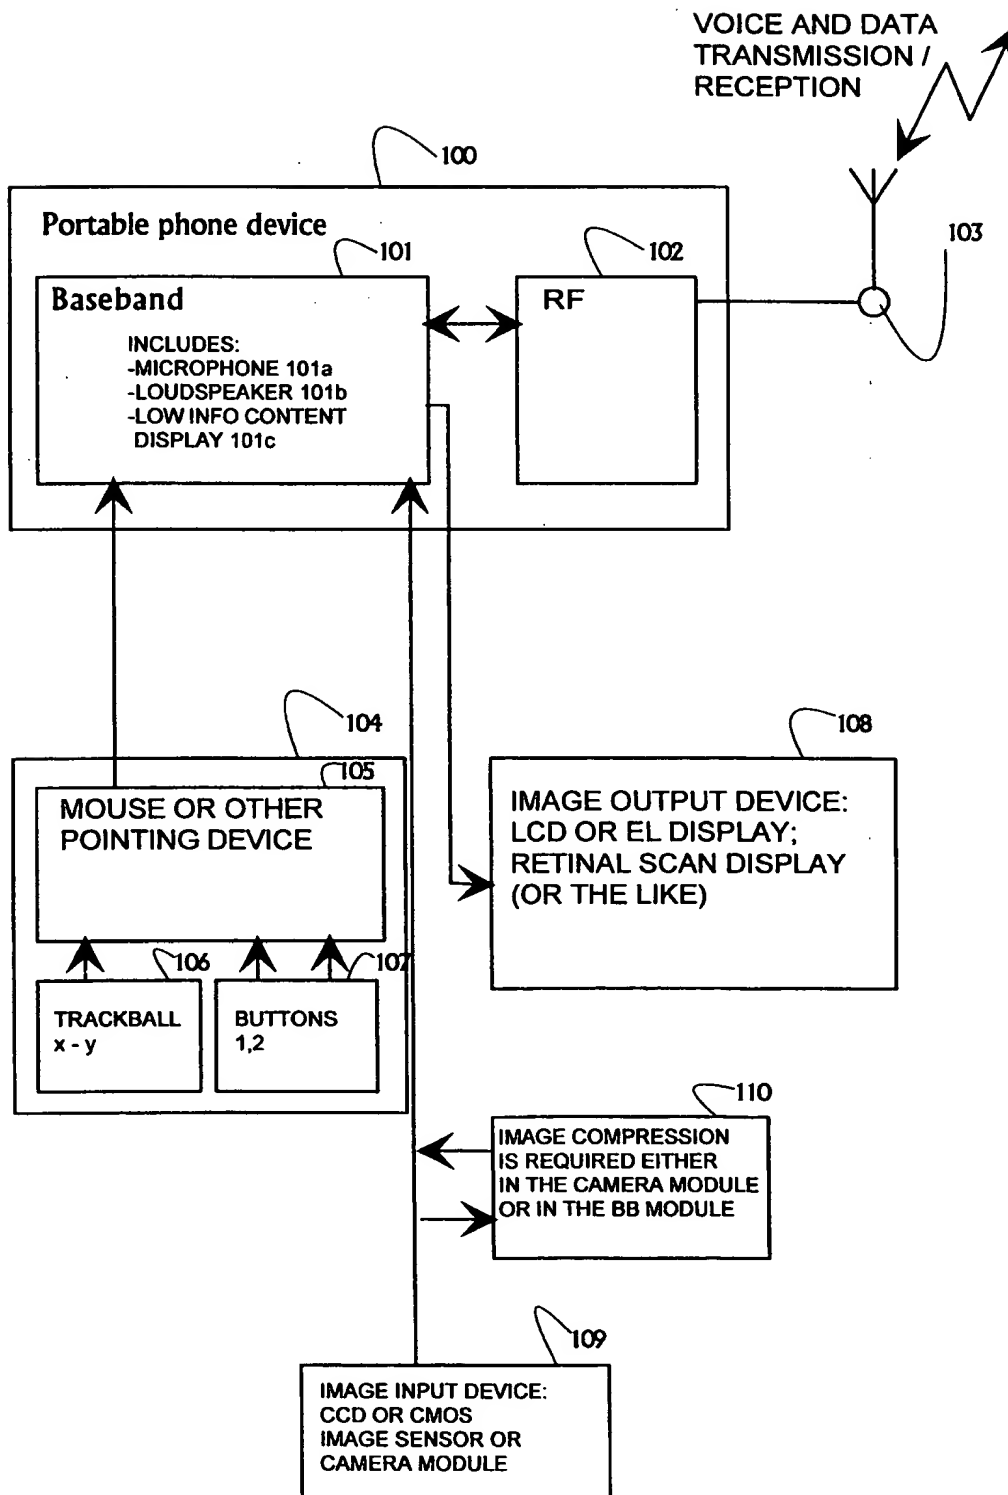 VOICE AND DATA
TRANSMISSION /
RECEPTION
100
Portable phone device
101
102
103
Baseband
RF
INCLUDES:
-MICROPHONE 101a
-LOUDSPEAKER 101b
-LOW INFO CONTENT
DISPLAY 101c
104
108
105
MOUSE OR OTHER
POINTING DEVICE
IMAGE OUTPUT DEVICE:
LCD OR EL DISPLAY;
RETINAL SCAN DISPLAY
(OR THE LIKE)
106
107
TRACKBALL
x - y
BUTTONS
1,2
110
IMAGE COMPRESSION
IS REQUIRED EITHER
IN THE CAMERA MODULE
OR IN THE BB MODULE
109
IMAGE INPUT DEVICE:
CCD OR CMOS
IMAGE SENSOR OR
CAMERA MODULE